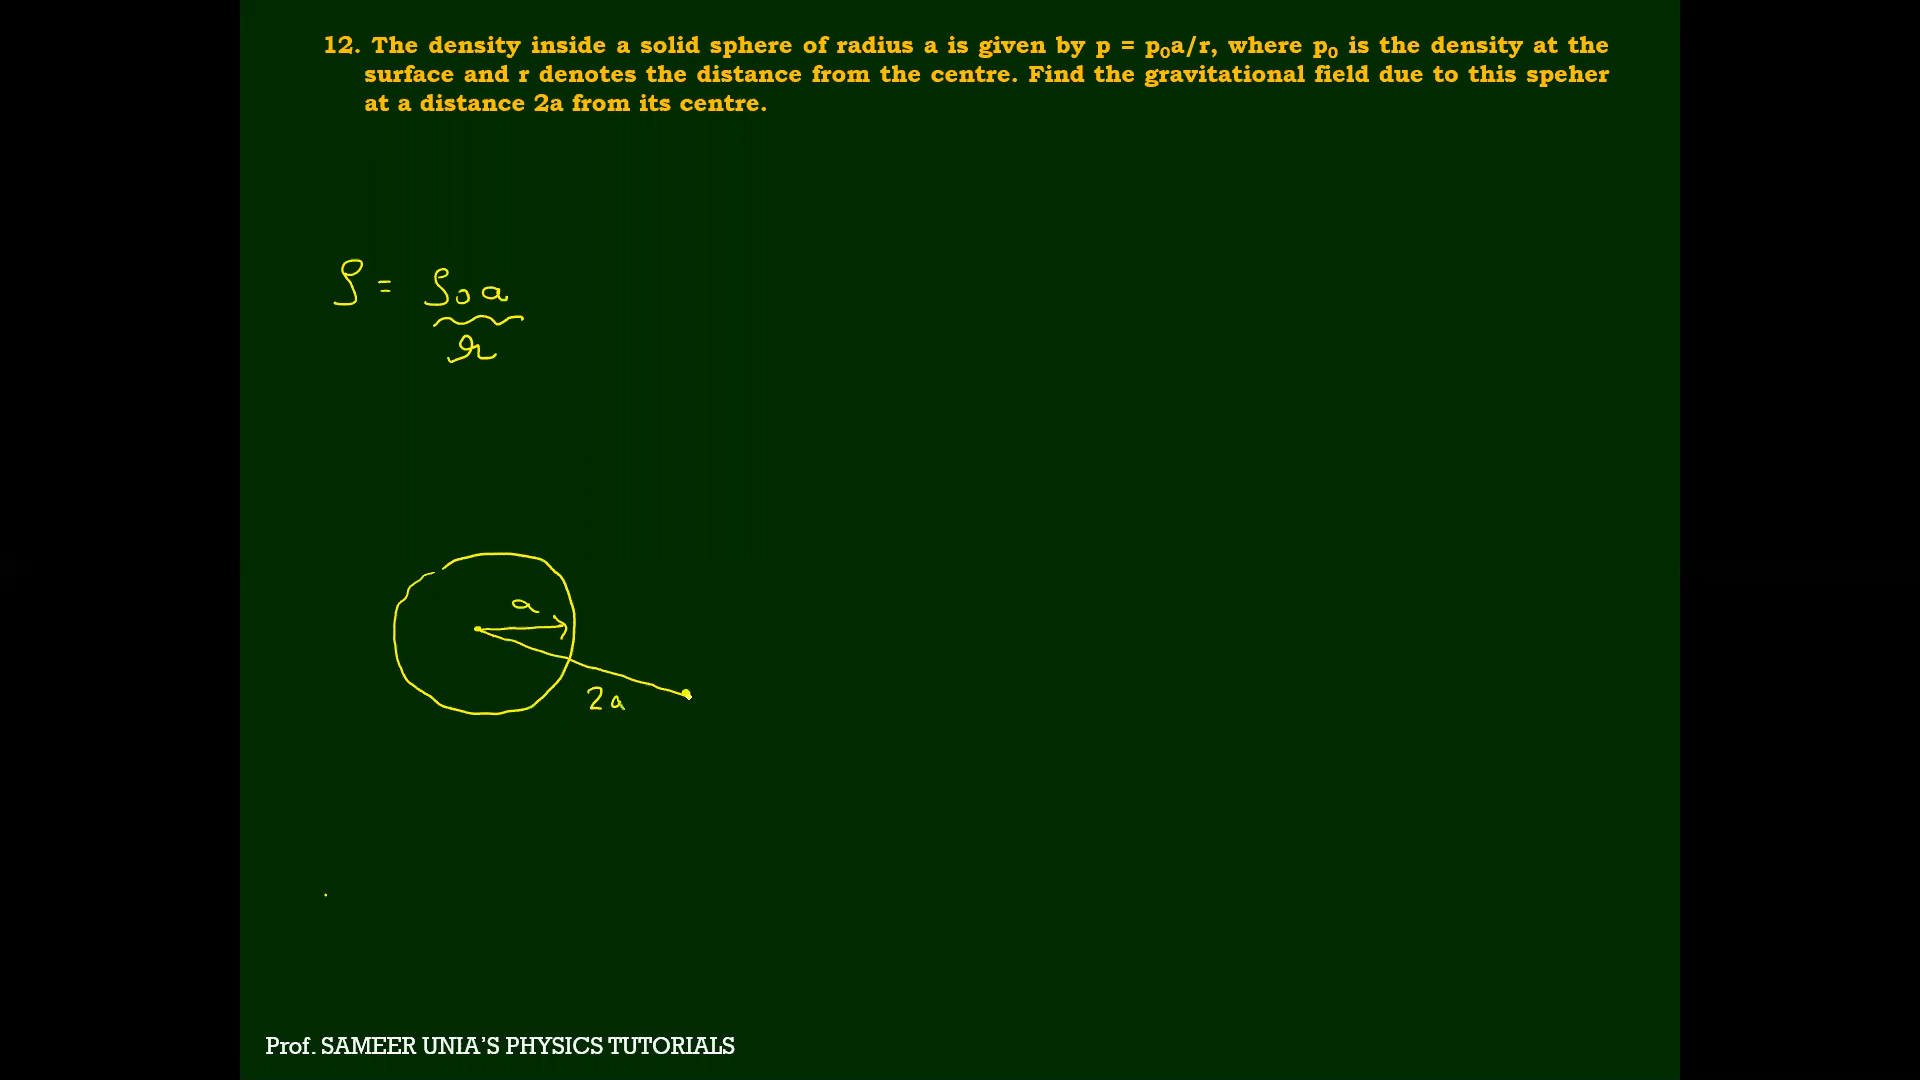 12. The density inside a solid sphere of radius a is given by p = p₀a/r, where p₀ is the density at the
surface and r denotes the distance from the centre. Find the gravitational field due to this speher
at a distance 2a from its centre.
ρ = ρ₀a
r
a
2a
Prof. SAMEER UNIA'S PHYSICS TUTORIALS